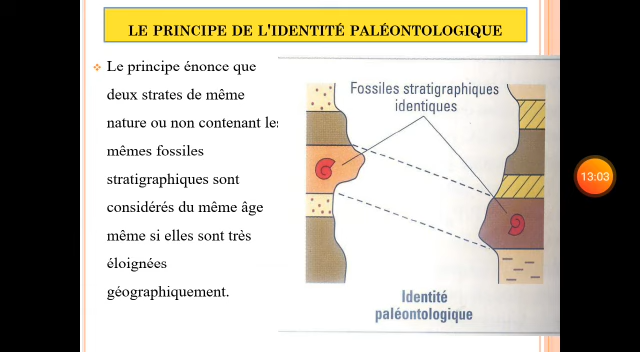 LE PRINCIPE DE L'IDENTITÉ PALÉONTOLOGIQUE
Le principe énonce que
deux strates de même
nature ou non contenant les
mêmes fossiles
stratigraphiques sont
considérés du même âge
même si elles sont très
éloignées
géographiquement.
Fossiles stratigraphiques
identiques
Identité
paléontologique
13:03